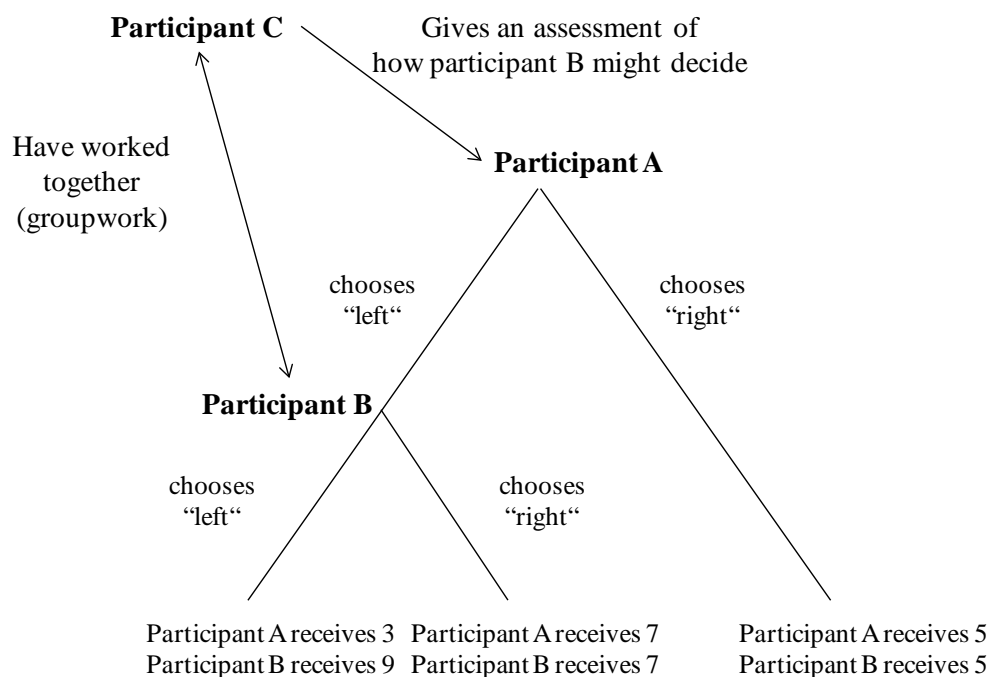 Participant C
Gives an assessment of
how participant B might decide
Have worked
together
(groupwork)
Participant A
chooses
“left“
chooses
“right“
Participant B
chooses
“left“
chooses
“right“
Participant A receives 3
Participant B receives 9
Participant A receives 7
Participant B receives 7
Participant A receives 5
Participant B receives 5